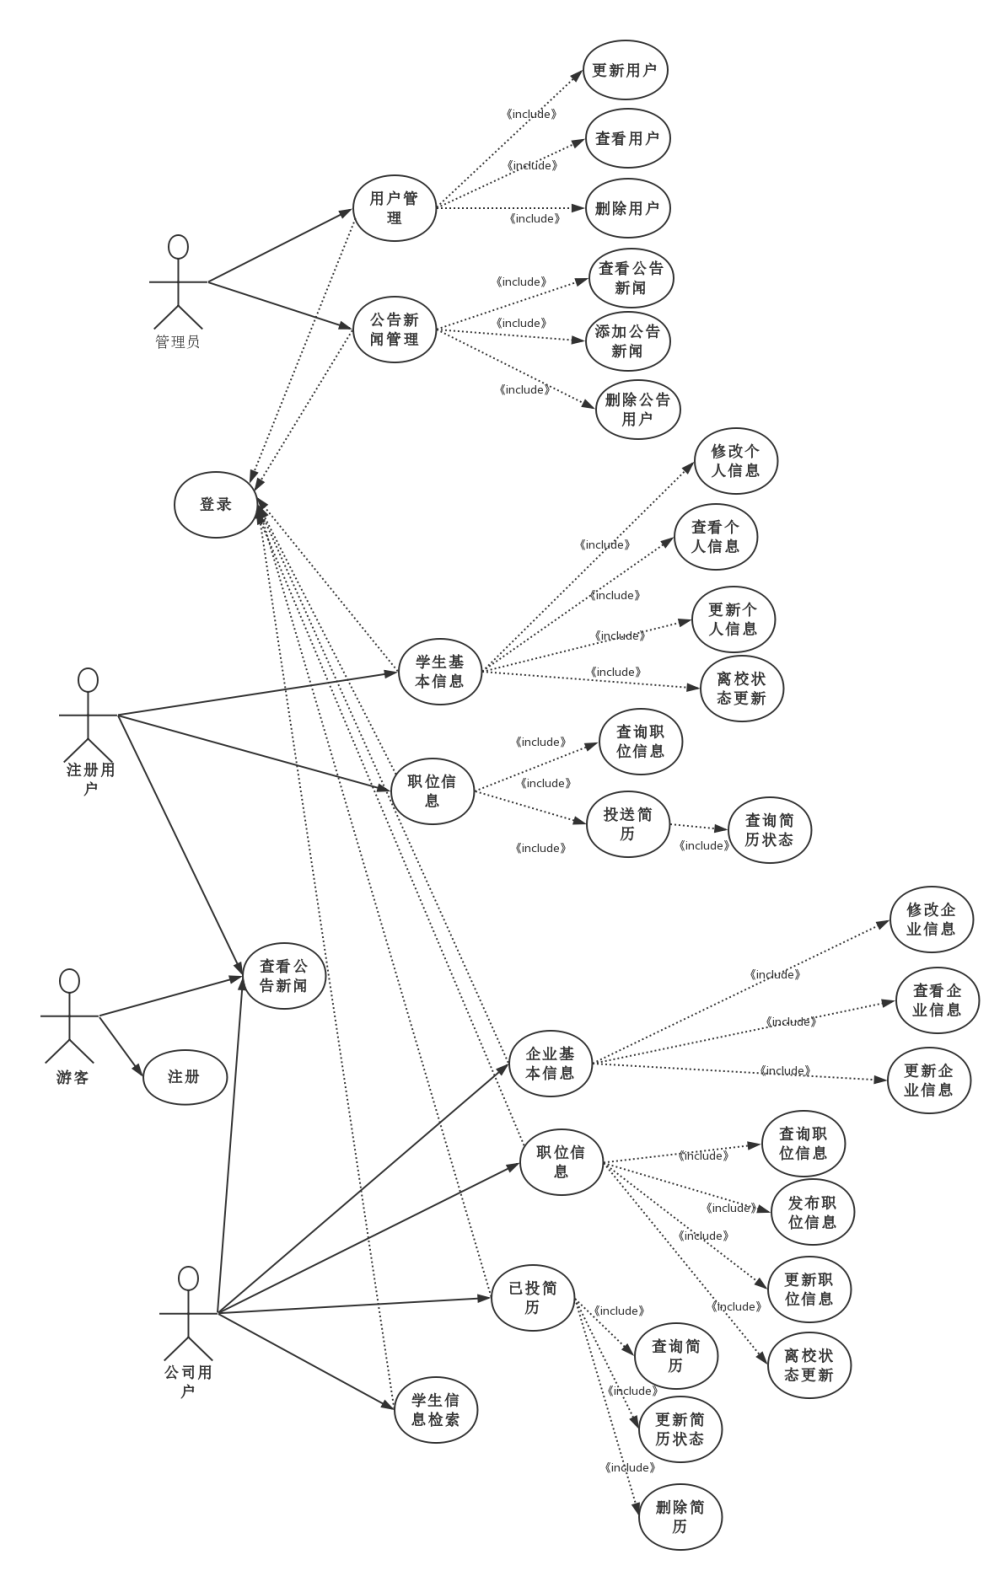 更新用户
《include》
查看用户
《include》
用户管
理
删除用户
《include》
查看公告
新闻
《include》
公告新
闻管理
《include》
添加公告
新闻
管理员
《include》
删除公告
用户
修改个
人信息
登录
查看个
人信息
《include》
《include》
更新个
人信息
《include》
学生基
本信息
《include》
离校状
态更新
注册用
户
查询职
位信息
《include》
职位信
息
《include》
投送简
历
查询简
历状态
《include》
《include》
修改企
业信息
查看公
告新闻
《include》
查看企
业信息
《include》
游客
注册
企业基
本信息
《include》
更新企
业信息
职位信
息
查询职
位信息
《include》
《include》
发布职
位信息
《include》
更新职
位信息
《include》
已投简
历
《include》
查询简
历
离校状
态更新
公司用
户
《include》
学生信
息检索
更新简
历状态
《include》
删除简
历